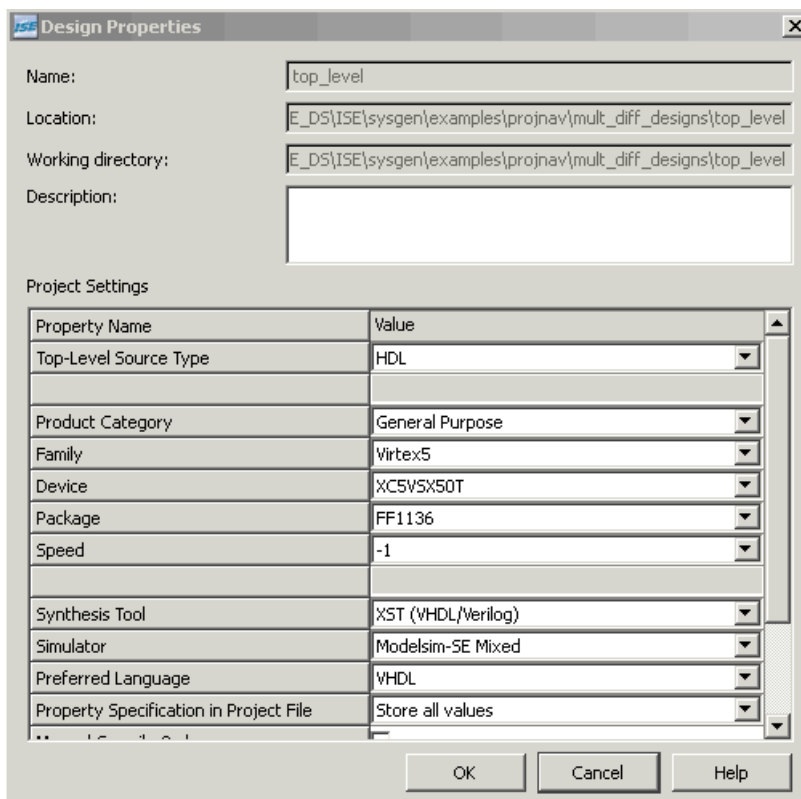 ISE Design Properties
Name: top_level
Location: E_DS\ISE\sysgen\examples\projnav\mult_diff_designs\top_level
Working directory: E_DS\ISE\sysgen\examples\projnav\mult_diff_designs\top_level
Description:
Project Settings
Property Name Value
Top-Level Source Type HDL
Product Category General Purpose
Family Virtex5
Device XC5VSX50T
Package FF1136
Speed -1
Synthesis Tool XST (VHDL/Verilog)
Simulator Modelsim-SE Mixed
Preferred Language VHDL
Property Specification in Project File Store all values
OK Cancel Help